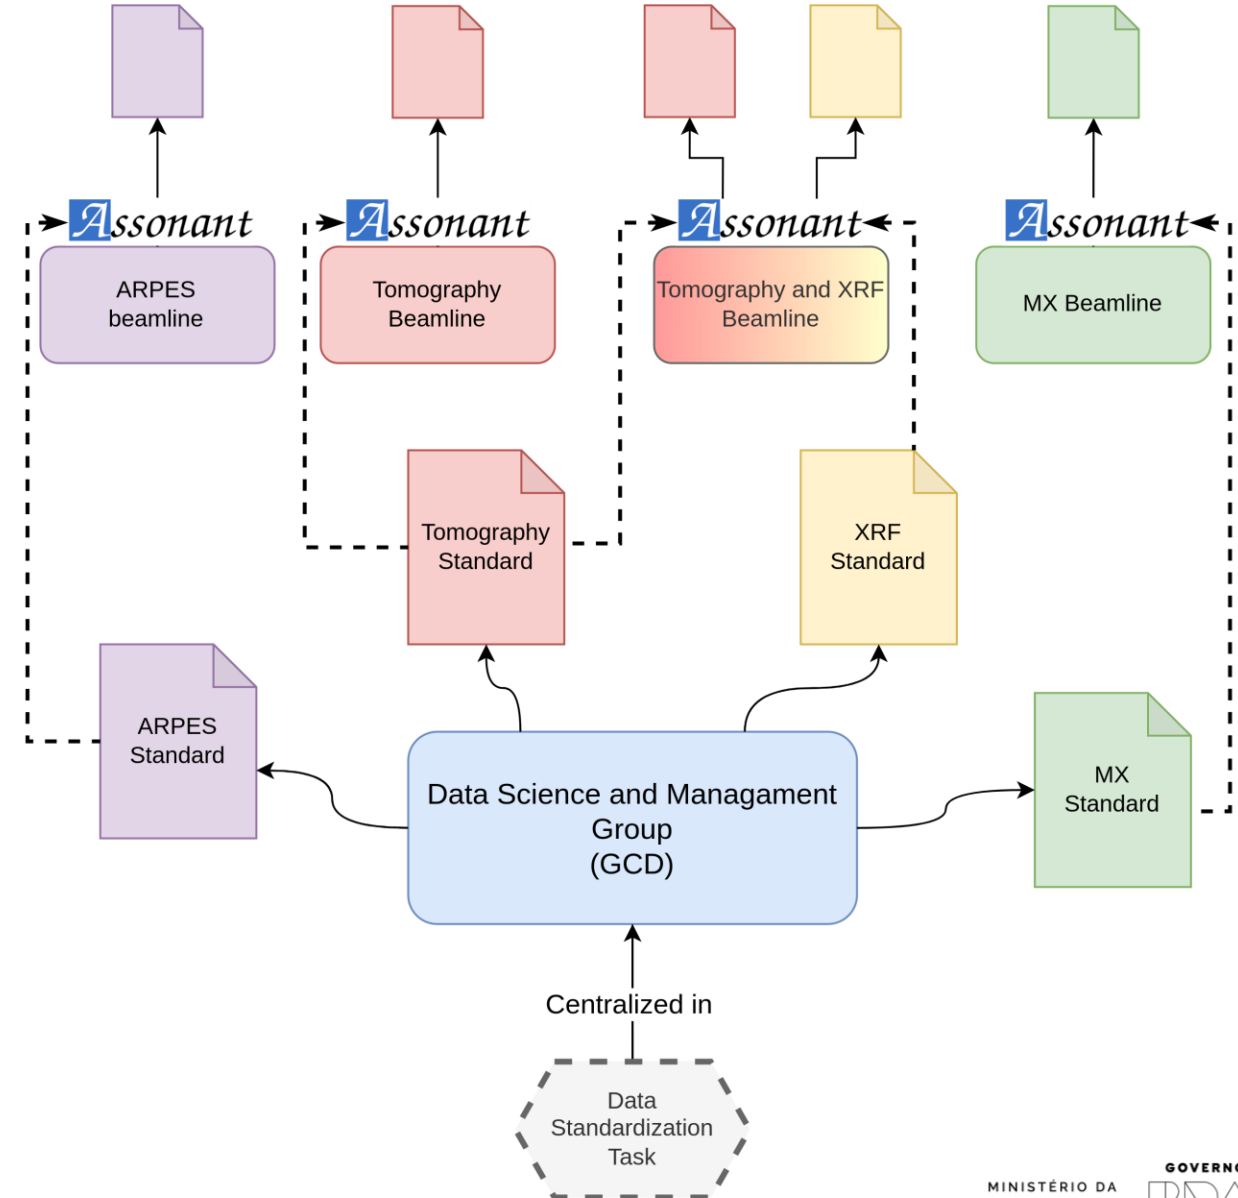 Assonant
Assonant
Assonant
Assonant
ARPES
beamline
Tomography
Beamline
Tomography and XRF
Beamline
MX Beamline
Tomography
Standard
XRF
Standard
ARPES
Standard
MX
Standard
Data Science and Managament
Group
(GCD)
Centralized in
Data
Standardization
Task
MINISTÉRIO DA
GOVERNO